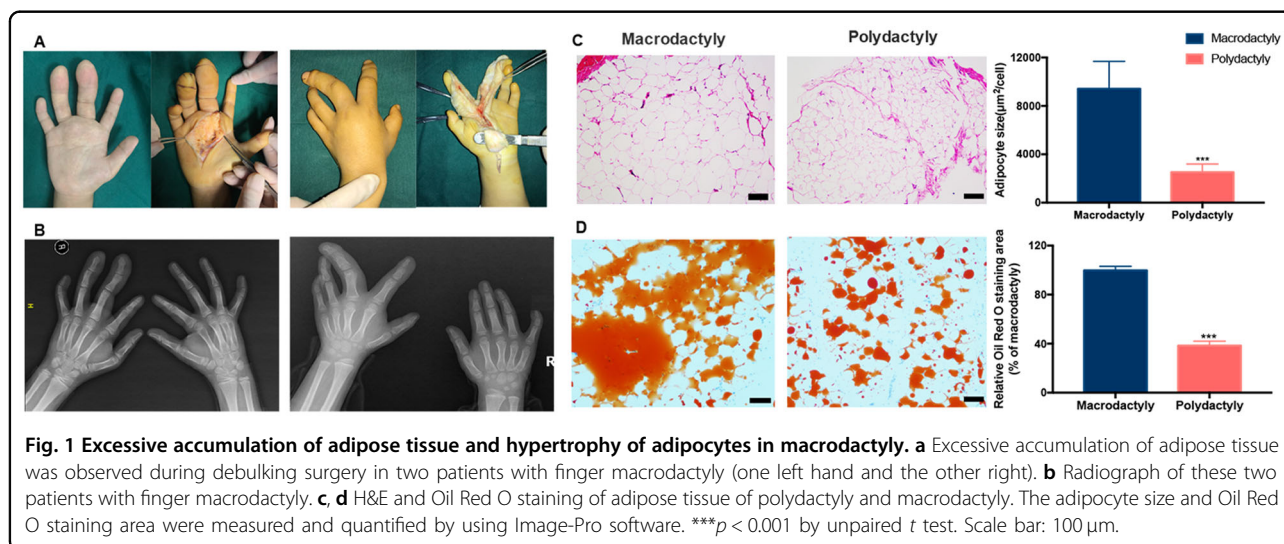 A
B
R
H
R
C
Macrodactyly
Polydactyly
D
Macrodactyly
Polydactyly
Adipocyte size(μm²/cell)
12000
8000
4000
0
Macrodactyly Polydactyly
***
Relative Oil Red O staining area
(% of macrodactyly)
120
80
40
0
Macrodactyly Polydactyly
***
Fig. 1 Excessive accumulation of adipose tissue and hypertrophy of adipocytes in macrodactyly. a Excessive accumulation of adipose tissue
was observed during debulking surgery in two patients with finger macrodactyly (one left hand and the other right). b Radiograph of these two
patients with finger macrodactyly. c, d H&E and Oil Red O staining of adipose tissue of polydactyly and macrodactyly. The adipocyte size and Oil Red
O staining area were measured and quantified by using Image-Pro software. ***p < 0.001 by unpaired t test. Scale bar: 100 μm.